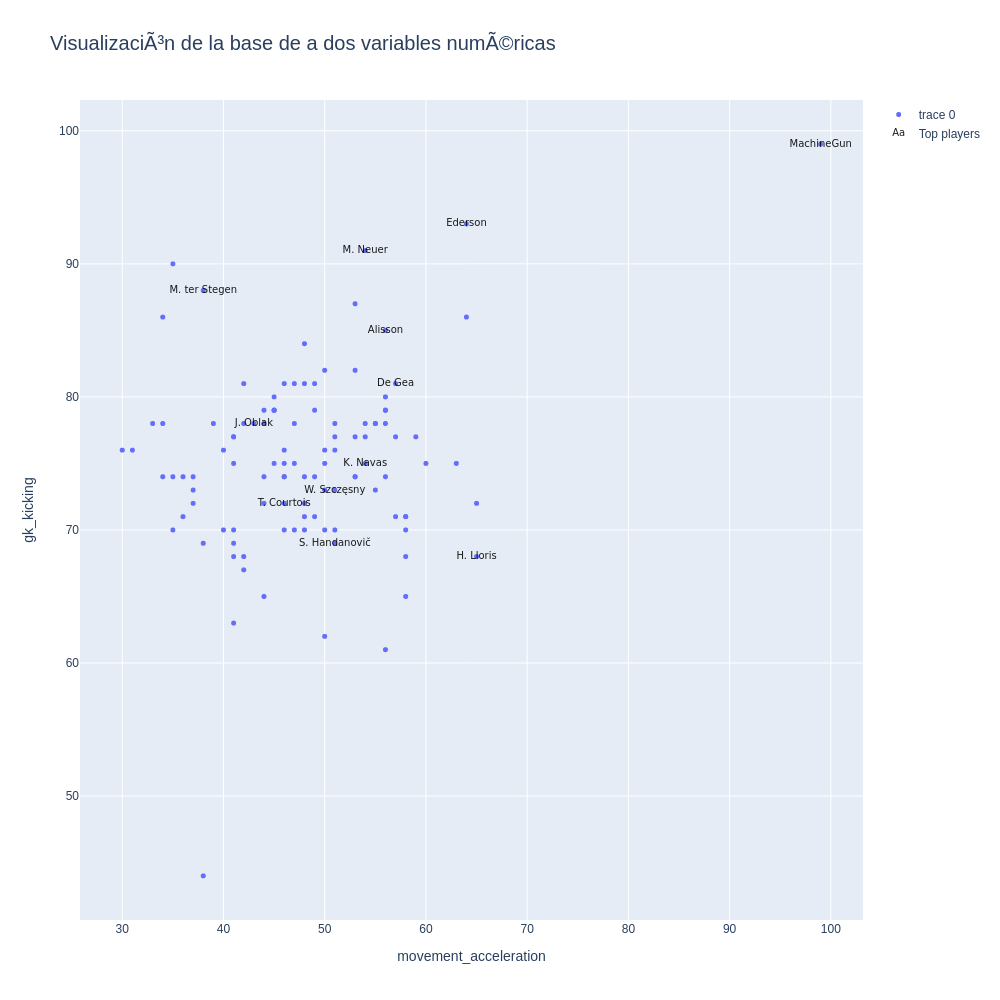 VisualizaciÃ³n de la base de a dos variables numÃ©ricas
trace 0
Aa Top players
100
90
80
70
60
50
gk_kicking
MachineGun
Ederson
M. Neuer
M. ter Stegen
Alisson
De Gea
J. Oblak
K. Navas
W. Szczęsny
T. Courtois
S. Handanovič
H. Lloris
30 40 50 60 70 80 90 100
movement_acceleration